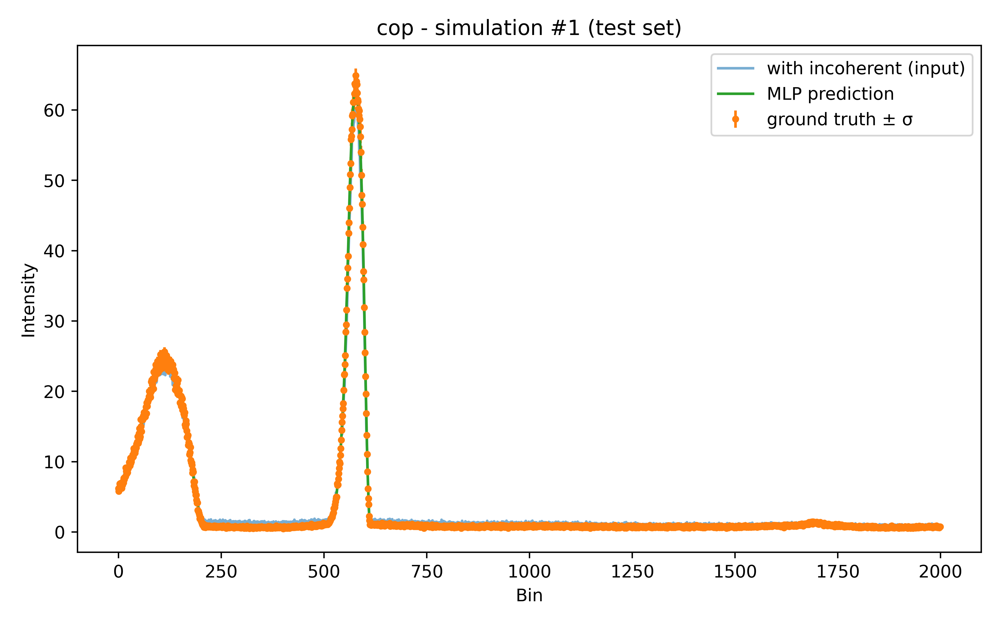 cop - simulation #1 (test set)
with incoherent (input)
MLP prediction
ground truth ± σ
Intensity
60
50
40
30
20
10
0
0 250 500 750 1000 1250 1500 1750 2000
Bin